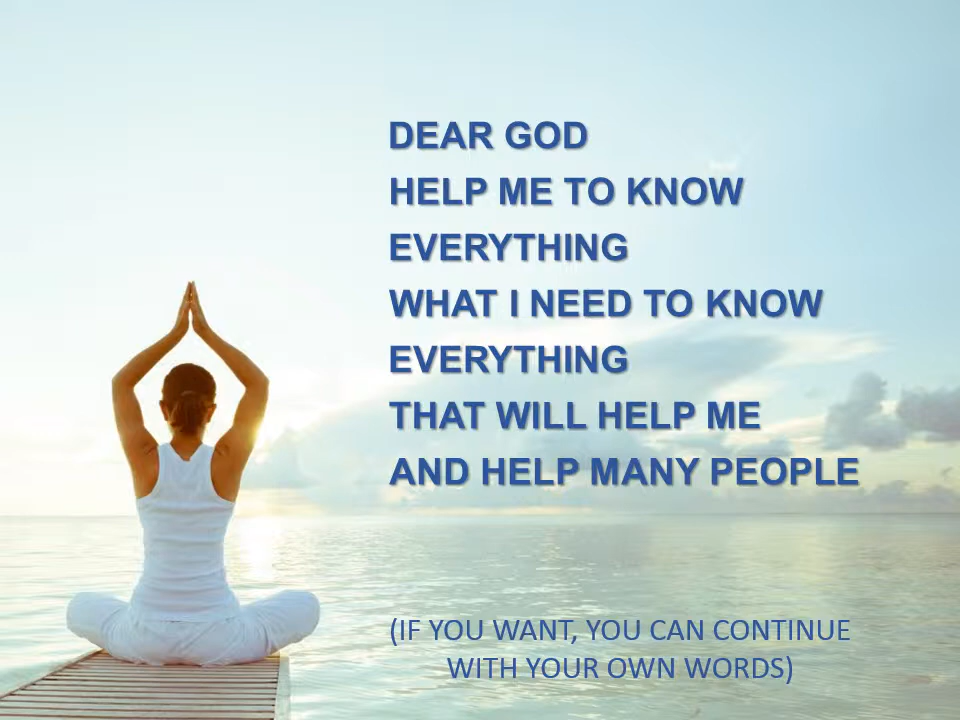 DEAR GOD
HELP ME TO KNOW
EVERYTHING
WHAT I NEED TO KNOW
EVERYTHING
THAT WILL HELP ME
AND HELP MANY PEOPLE
(IF YOU WANT, YOU CAN CONTINUE
WITH YOUR OWN WORDS)